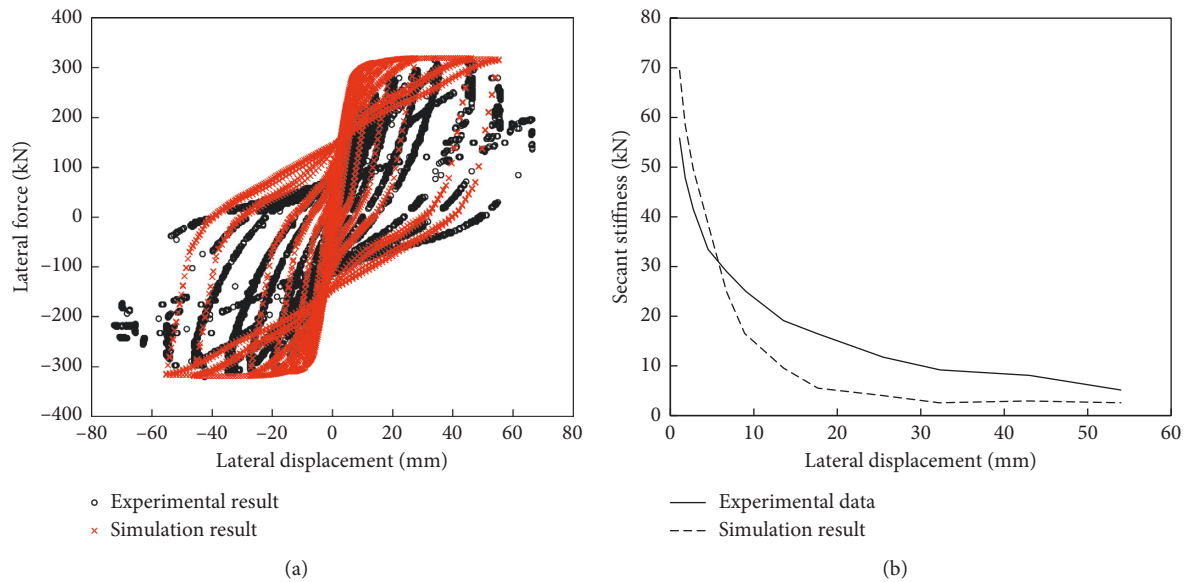 400
300
200
100
0
–100
–200
–300
–400
Lateral force (kN)
–80 –60 –40 –20 0 20 40 60 80
Lateral displacement (mm)
Experimental result
Simulation result
(a)
80
70
60
50
40
30
20
10
0
Secant stiffness (kN)
0 10 20 30 40 50 60
Lateral displacement (mm)
Experimental data
Simulation result
(b)